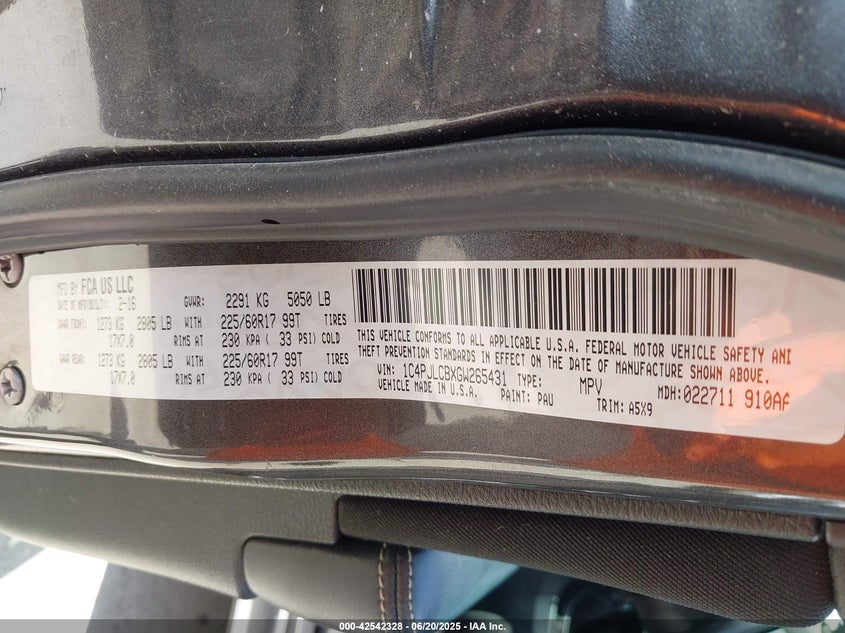 MFD BY FCA US LLC
DATE OF MFR(BUILT): 2-16 GVWR: 2291 KG 5050 LB
GAWR FRONT: 1273 KG 2805 LB WITH 225/60R17 99T TIRES
17X7.0 RIMS AT 230 KPA ( 33 PSI) COLD
GAWR REAR: 1273 KG 2805 LB WITH 225/60R17 99T TIRES
17X7.0 RIMS AT 230 KPA ( 33 PSI) COLD
THIS VEHICLE CONFORMS TO ALL APPLICABLE U.S.A. FEDERAL MOTOR VEHICLE SAFETY AND
THEFT PREVENTION STANDARDS IN EFFECT ON THE DATE OF MANUFACTURE SHOWN ABOVE.
VIN: 1C4PJLCBXGW265431 TYPE: MPV MDH:022711 910AA
VEHICLE MADE IN U.S.A. PAINT: PAU TRIM: A5X9
000-42542328 - 06/20/2025 - IAA Inc.